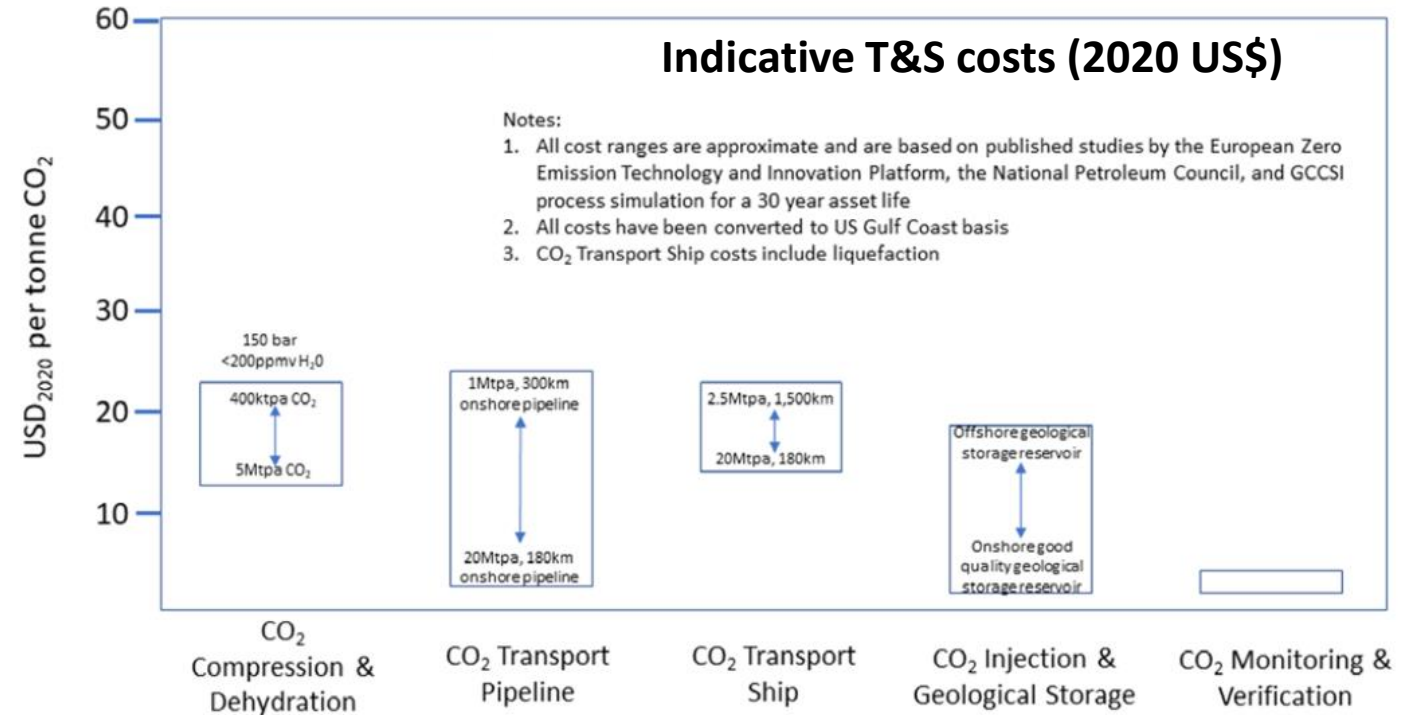 Indicative T&S costs (2020 US$)
USD₂₀₂₀ per tonne CO₂
60
50
40
30
20
10
Notes:
1. All cost ranges are approximate and are based on published studies by the European Zero
Emission Technology and Innovation Platform, the National Petroleum Council, and GCCSI
process simulation for a 30 year asset life
2. All costs have been converted to US Gulf Coast basis
3. CO₂ Transport Ship costs include liquefaction
150 bar
<200ppmv H₂0
400ktpa CO₂
5Mtpa CO₂
1Mtpa, 300km
onshore pipeline
20Mtpa, 180km
onshore pipeline
2.5Mtpa, 1,500km
20Mtpa, 180km
Offshore geological
storage reservoir
Onshore good
quality geological
storage reservoir
CO₂
Compression &
Dehydration
CO₂ Transport
Pipeline
CO₂ Transport
Ship
CO₂ Injection &
Geological Storage
CO₂ Monitoring &
Verification